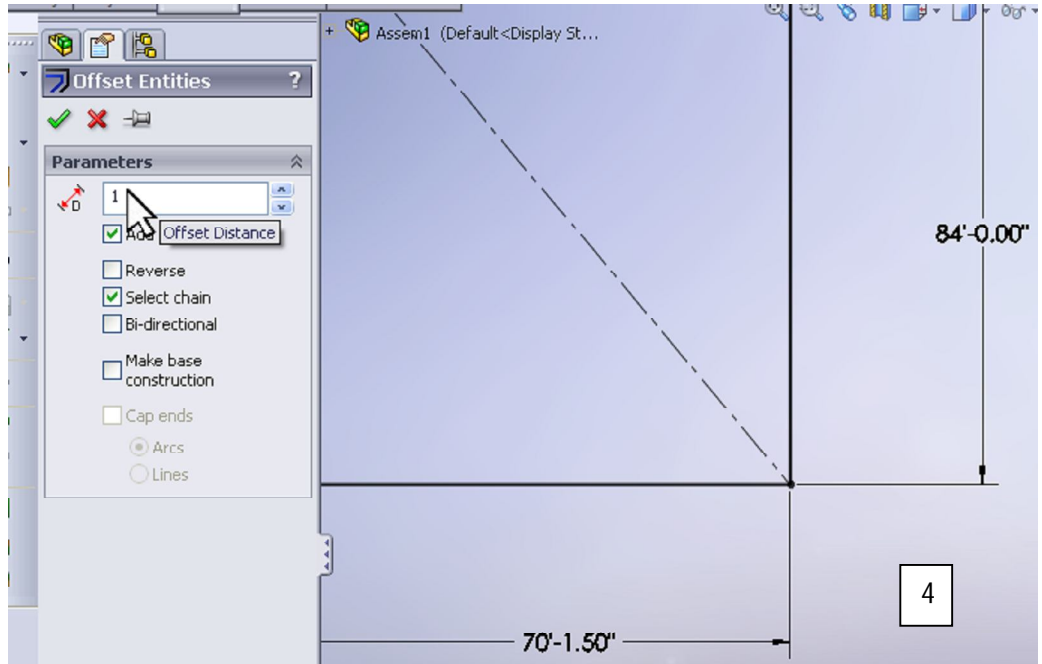 + Assem1 (Default<Display St...
Offset Entities ?
Parameters
D 1
Offset Distance
Reverse
Select chain
Bi-directional
Make base
construction
Cap ends
Arcs
Lines
84'-0.00"
4
70'-1.50"